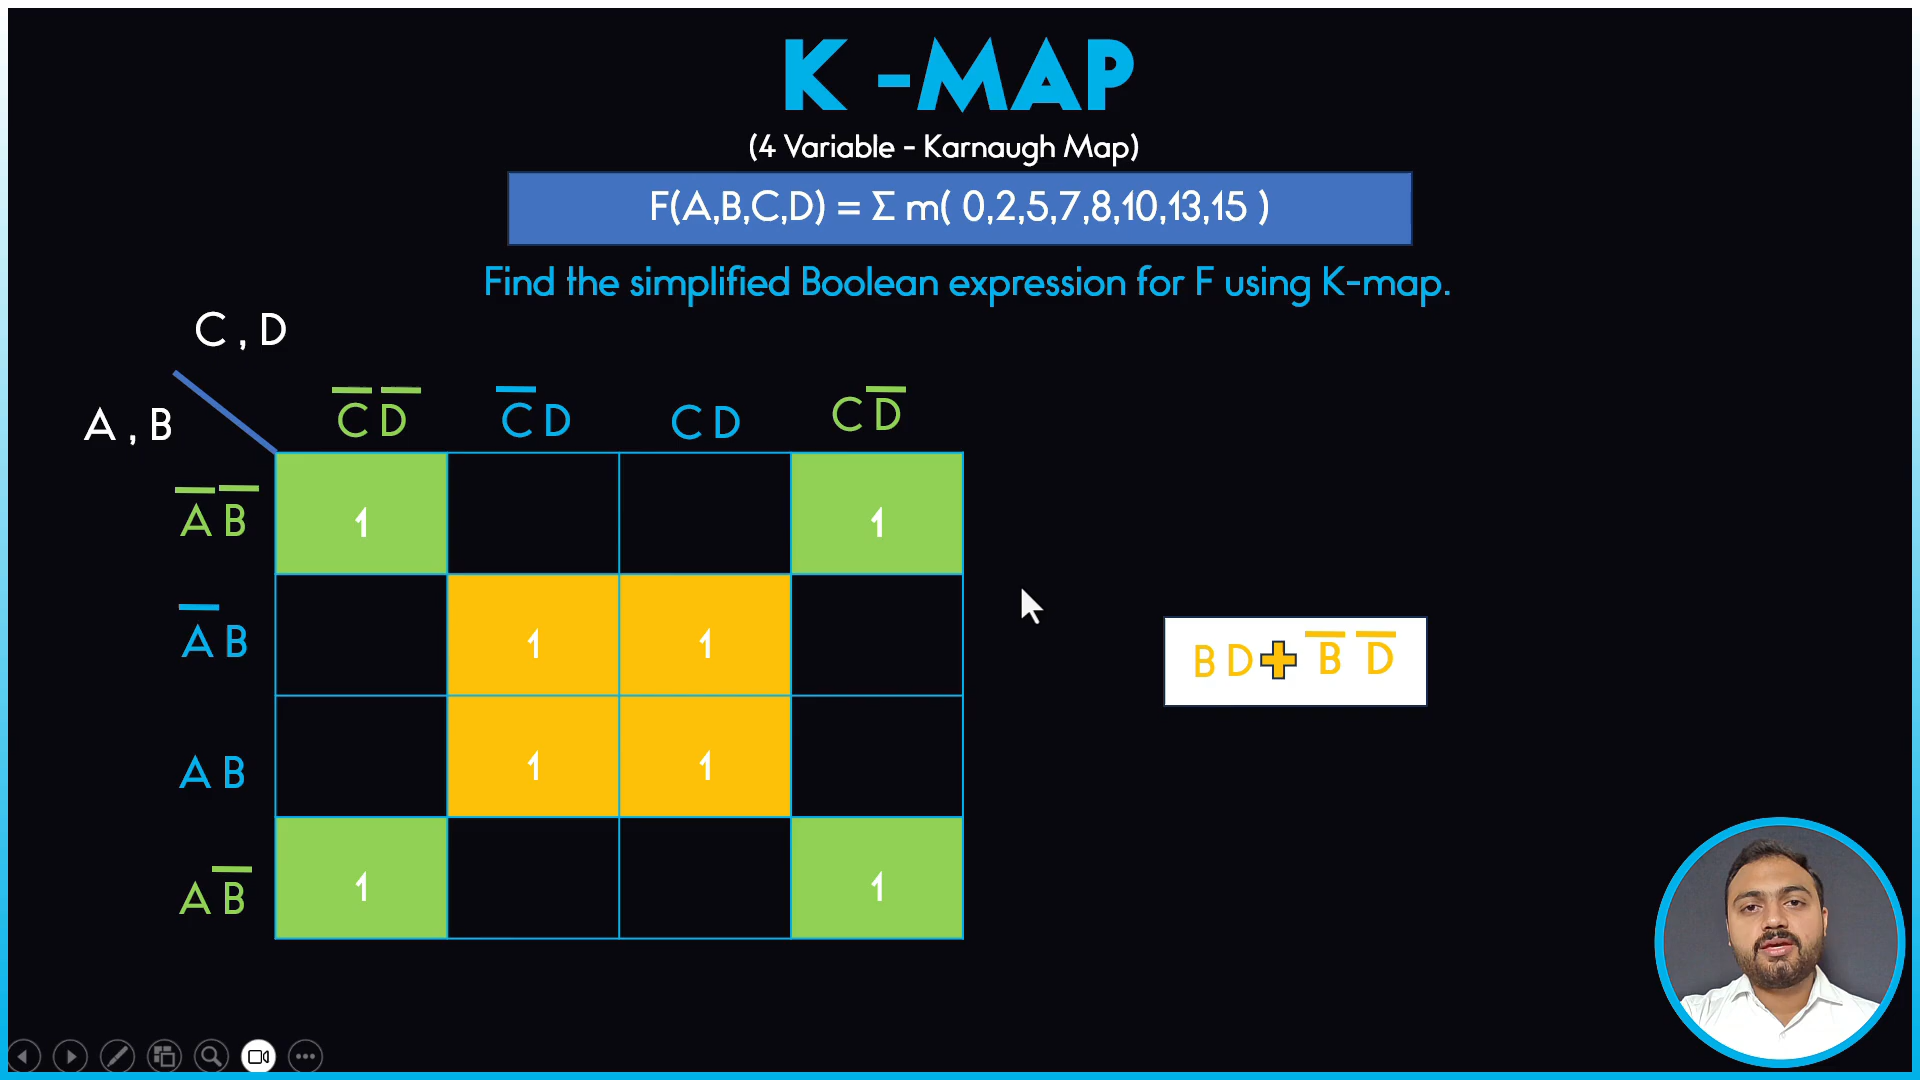 K -MAP
(4 Variable - Karnaugh Map)
F(A,B,C,D) = Σ m( 0,2,5,7,8,10,13,15 )
Find the simplified Boolean expression for F using K-map.
C , D
A , B
C̅ D̅ C̅ D C D C D̅
A̅ B̅ 1 1
A̅ B 1 1
B D + B̅ D̅
A B 1 1
A B̅ 1 1